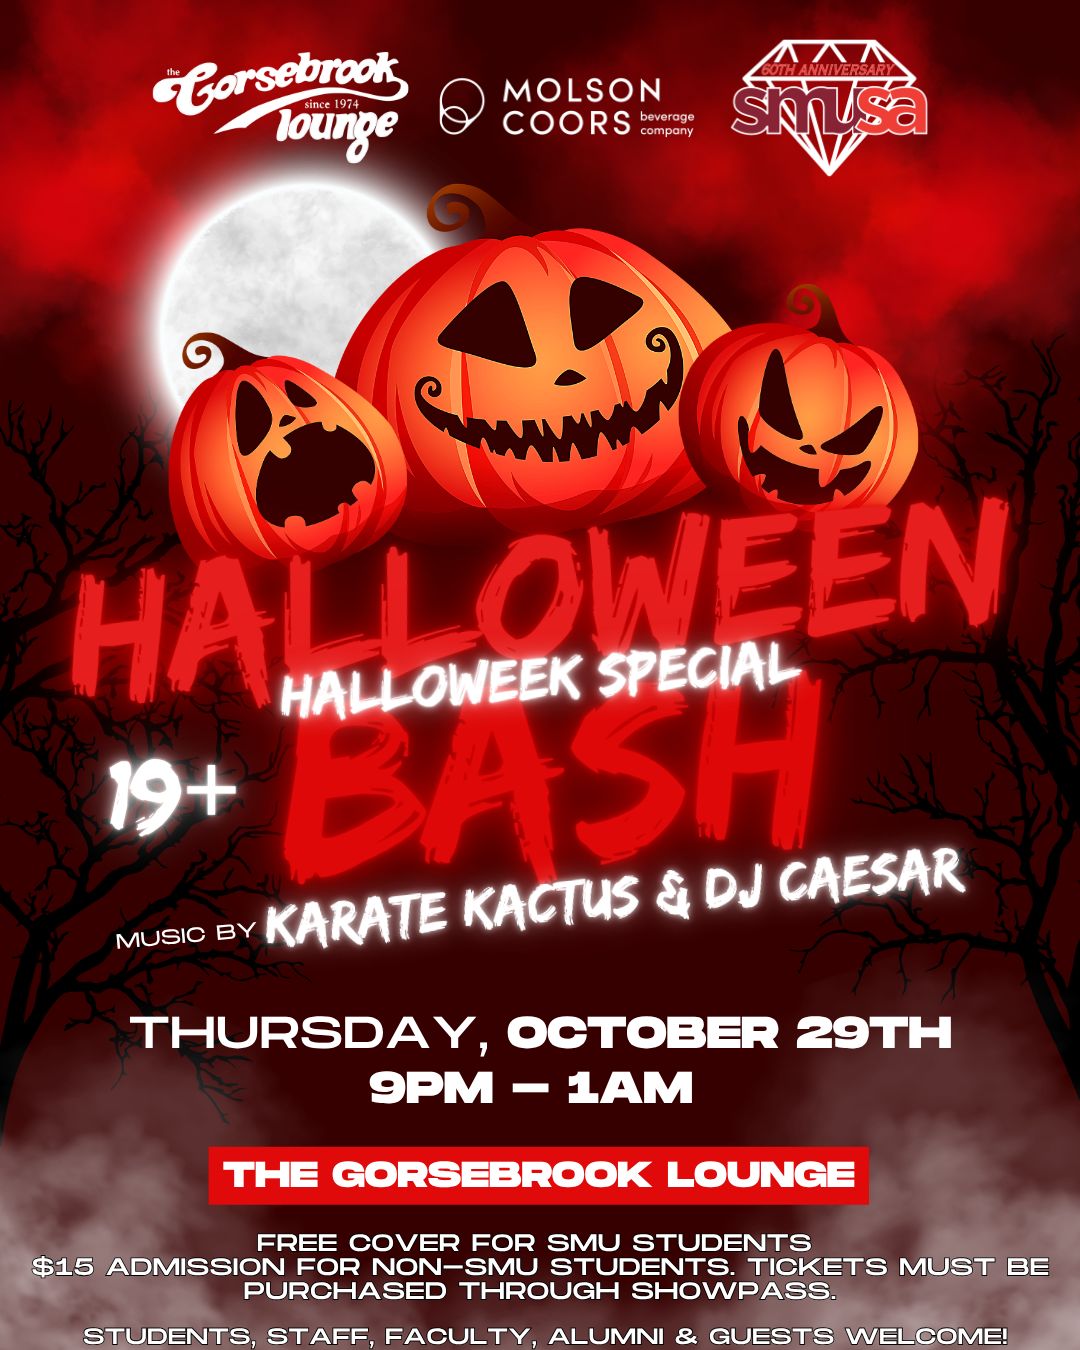 the Gorsebrook
since 1974
lounge
MOLSON
COORS beverage company
60TH ANNIVERSARY
smusa
HALLOWEEN
HALLOWEEK SPECIAL
BASH
19+
MUSIC BY KARATE KACTUS & DJ CAESAR
THURSDAY, OCTOBER 29TH
9PM – 1AM
THE GORSEBROOK LOUNGE
FREE COVER FOR SMU STUDENTS
$15 ADMISSION FOR NON-SMU STUDENTS. TICKETS MUST BE
PURCHASED THROUGH SHOWPASS.
STUDENTS, STAFF, FACULTY, ALUMNI & GUESTS WELCOME!